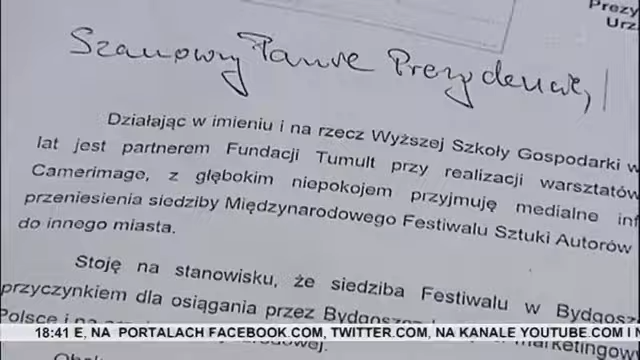 Prezy
Urz
Szanowny Panie Prezydencie,
Działając w imieniu i na rzecz Wyższej Szkoły Gospodarki w
lat jest partnerem Fundacji Tumult przy realizacji warsztatów
Camerimage, z głębokim niepokojem przyjmuję medialne inf
przeniesienia siedziby Międzynarodowego Festiwalu Sztuki Autorów
do innego miasta.
Stoję na stanowisku, że siedziba Festiwalu w Bydgosz
przyczynkiem dla osiągania przez
Polsce i na
18:41 E, NA PORTALACH FACEBOOK.COM, TWITTER.COM, NA KANALE YOUTUBE.COM I N